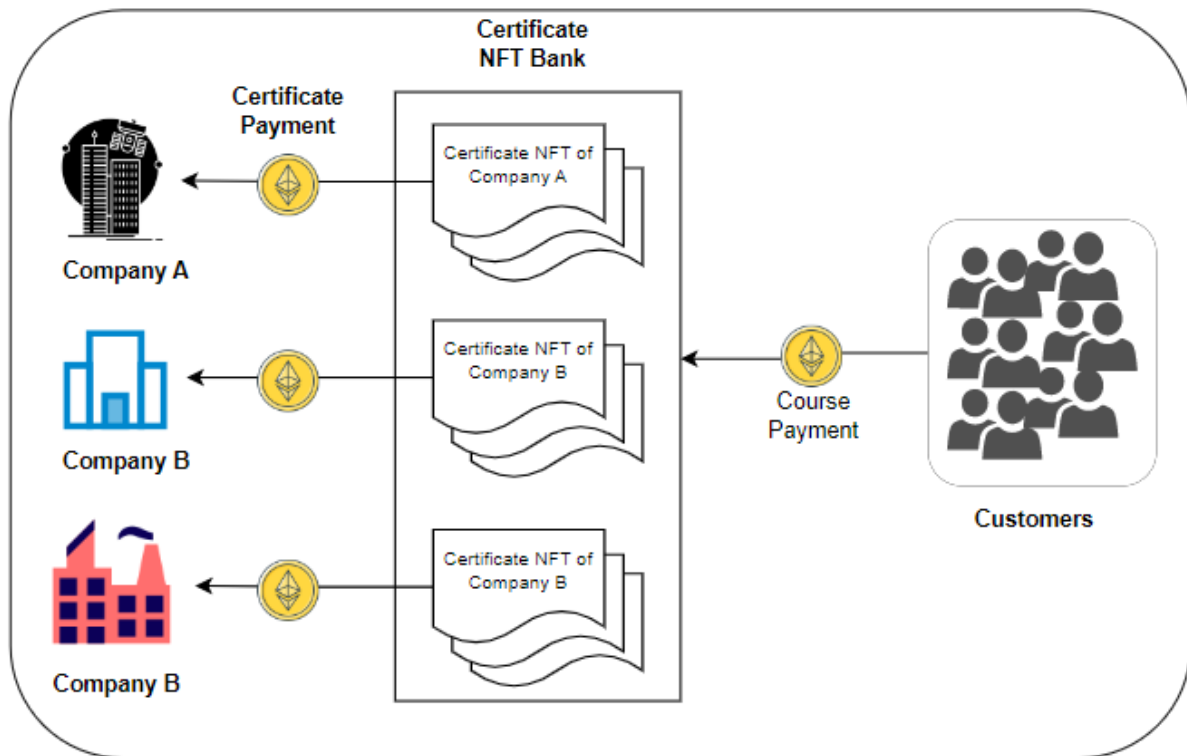 Certificate
NFT Bank
Certificate
Payment
Certificate NFT of
Company A
Company A
Certificate NFT of
Company B
Course
Payment
Company B
Customers
Certificate NFT of
Company B
Company B